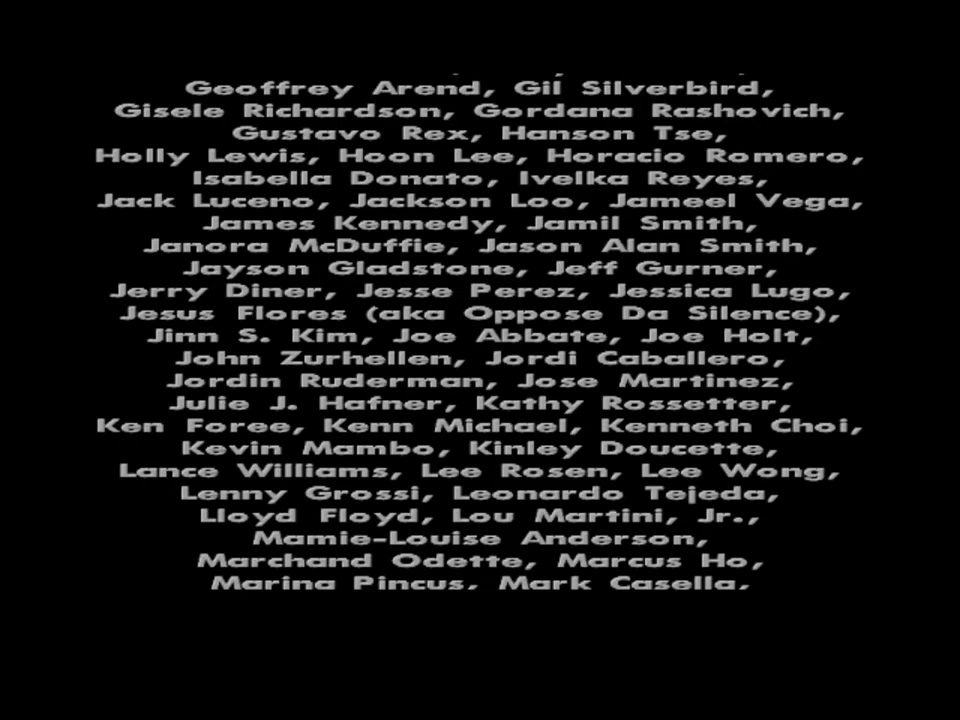 Geoffrey Arend, Gil Silverbird,
Gisele Richardson, Gordana Rashovich,
Gustavo Rex, Hanson Tse,
Holly Lewis, Hoon Lee, Horacio Romero,
Isabella Donato, Ivelka Reyes,
Jack Luceno, Jackson Loo, Jameel Vega,
James Kennedy, Jamil Smith,
Janora McDuffie, Jason Alan Smith,
Jayson Gladstone, Jeff Gurner,
Jerry Diner, Jesse Perez, Jessica Lugo,
Jesus Flores (aka Oppose Da Silence),
Jinn S. Kim, Joe Abbate, Joe Holt,
John Zurhellen, Jordi Caballero,
Jordin Ruderman, Jose Martinez,
Julie J. Hafner, Kathy Rossetter,
Ken Foree, Kenn Michael, Kenneth Choi,
Kevin Mambo, Kinley Doucette,
Lance Williams, Lee Rosen, Lee Wong,
Lenny Grossi, Leonardo Tejeda,
Lloyd Floyd, Lou Martini, Jr.,
Mamie-Louise Anderson,
Marchand Odette, Marcus Ho,
Marina Pincus, Mark Casella,